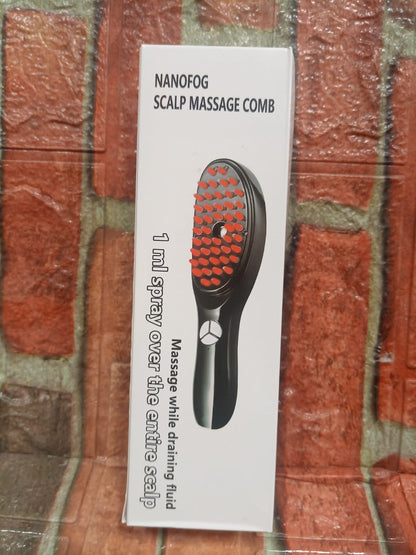 NANOFOG
SCALP MASSAGE COMB
Massage while draining fluid
1 ml spray over the entire scalp